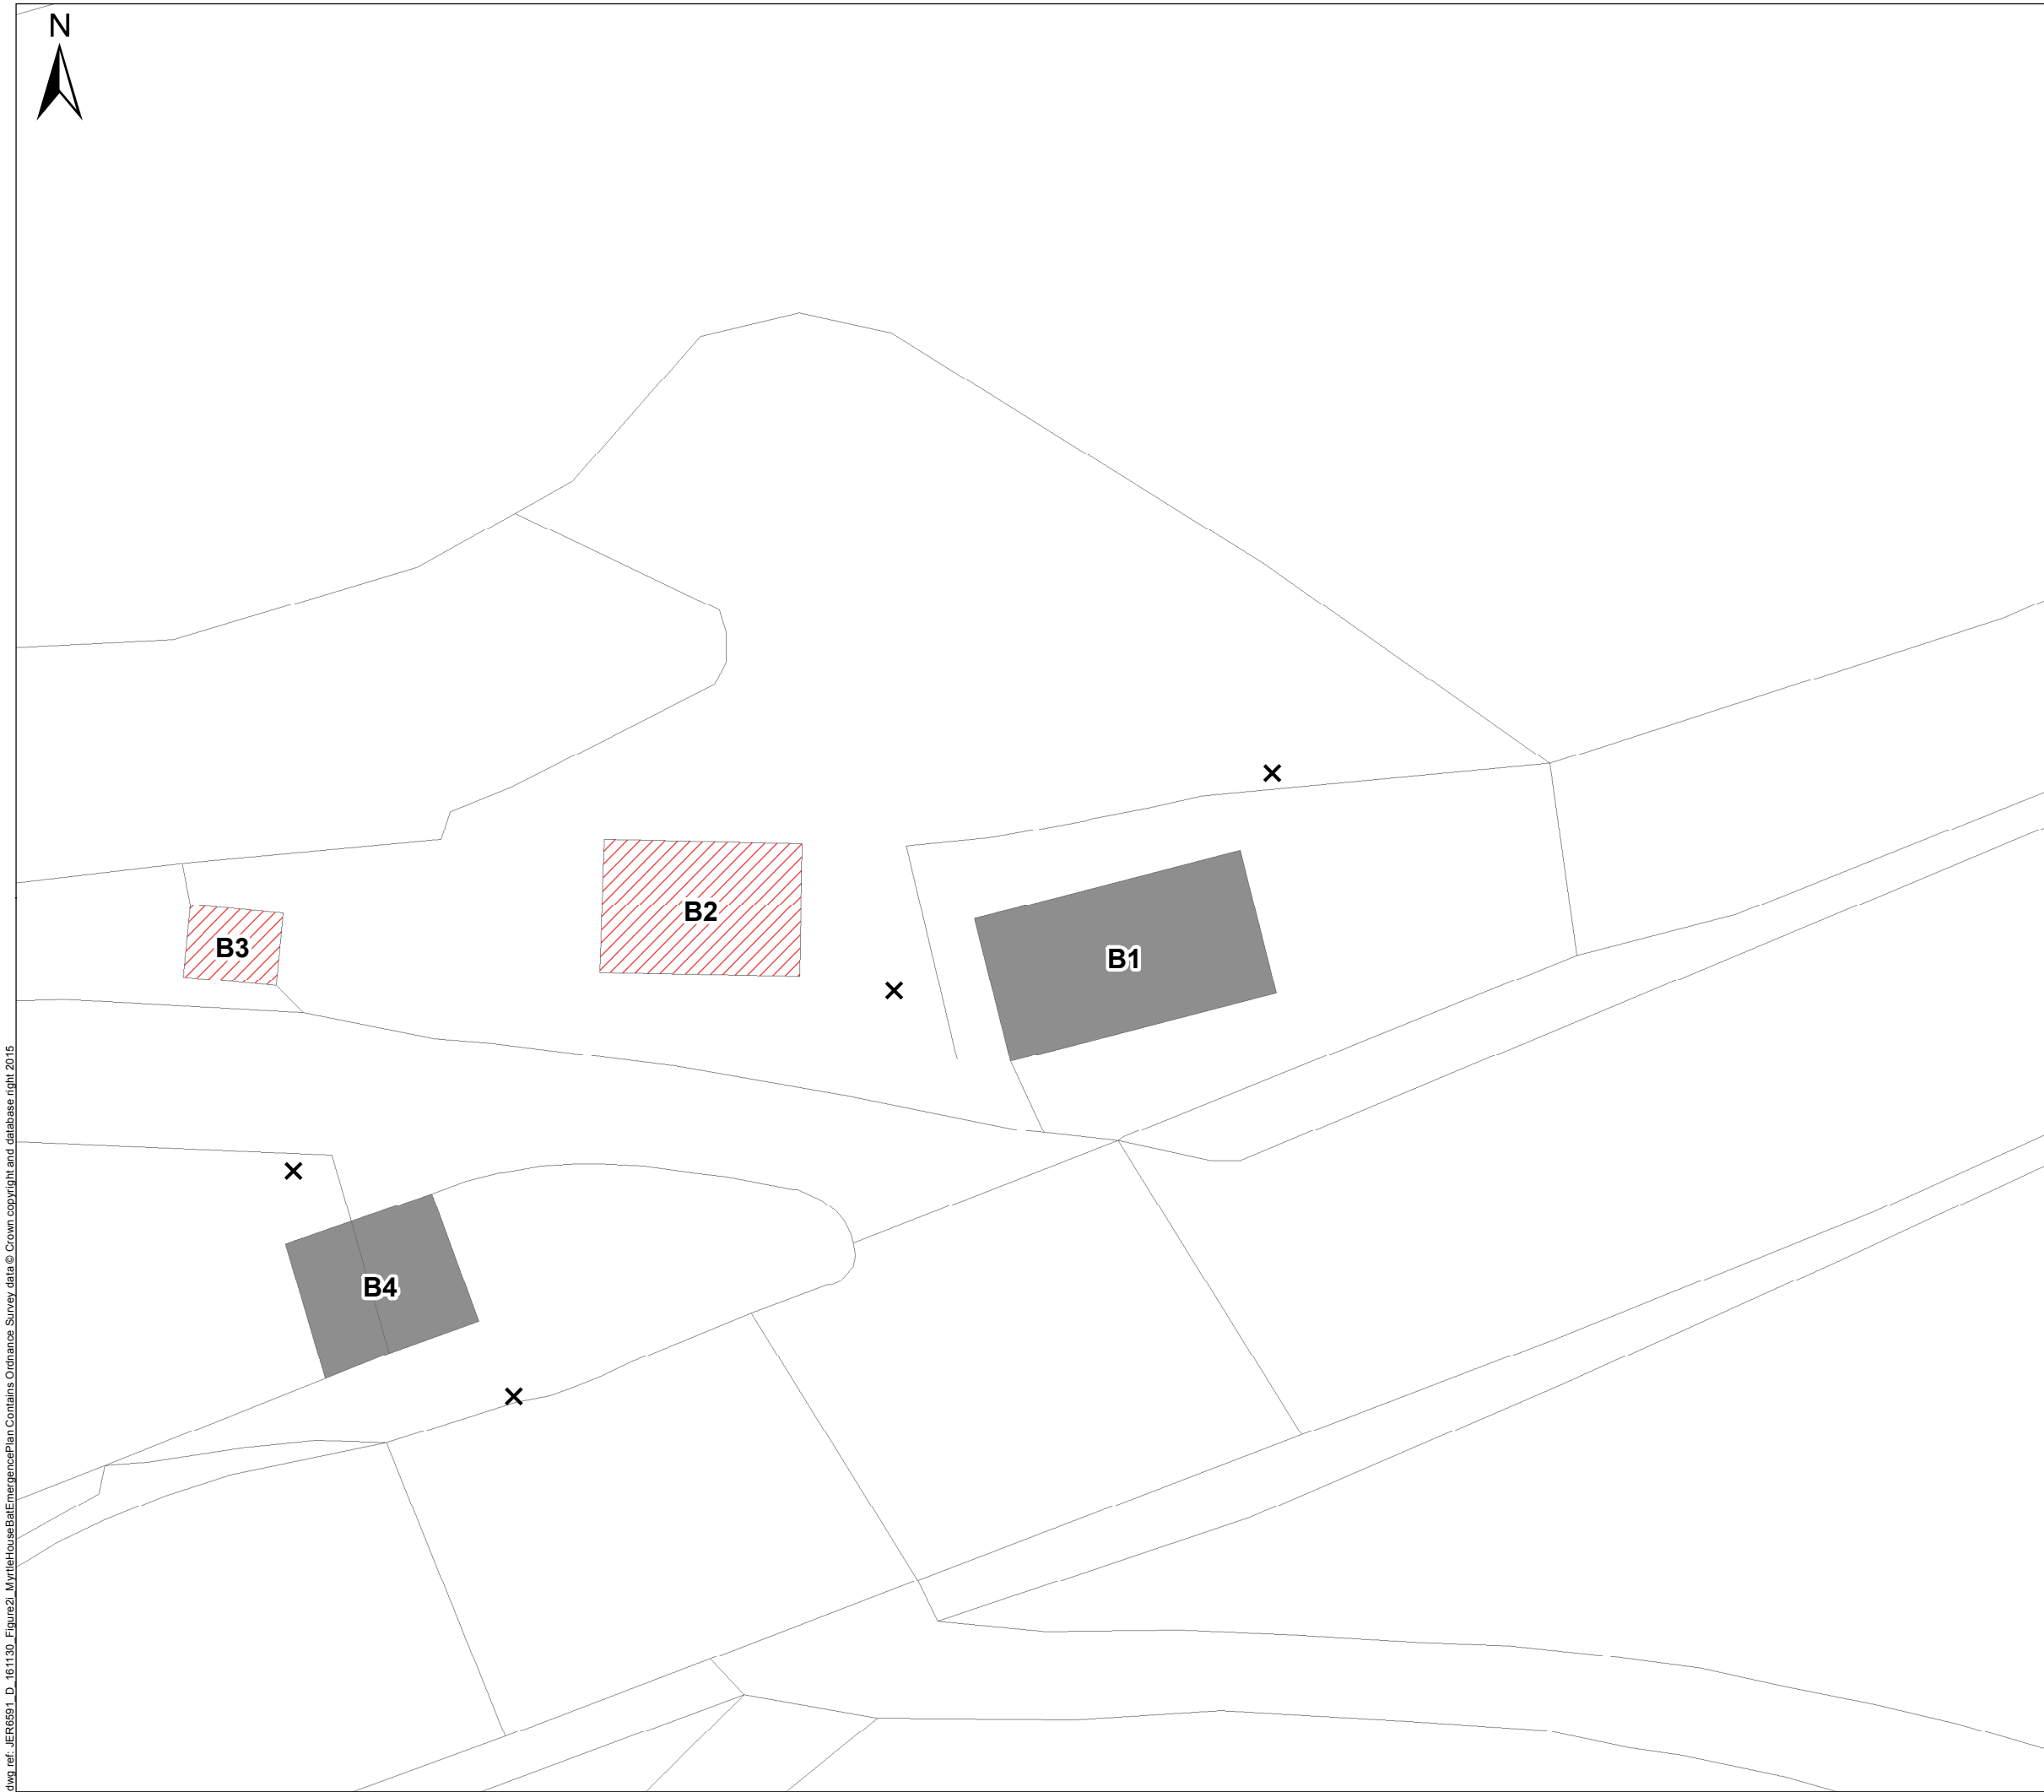 N
B2
B3
B1
B4
dwg ref: JER6591_D_161130_Figure2i_MyrtleHouseBatEmergencePlan Contains Ordnance Survey data © Crown copyright and database right 2015